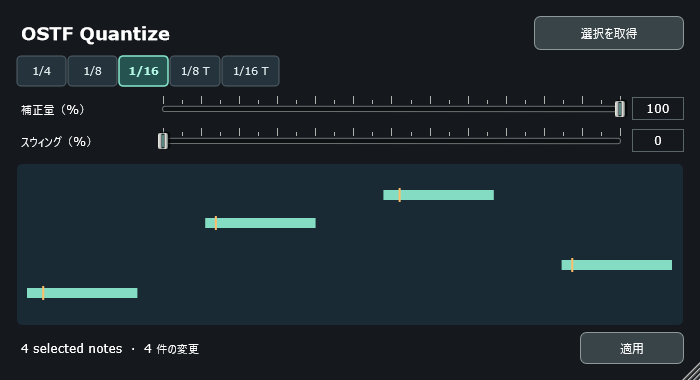 OSTF Quantize
選択を取得
1/4 1/8 1/16 1/8 T 1/16 T
補正量（%） 100
スウィング（%） 0
4 selected notes ・ 4 件の変更
適用